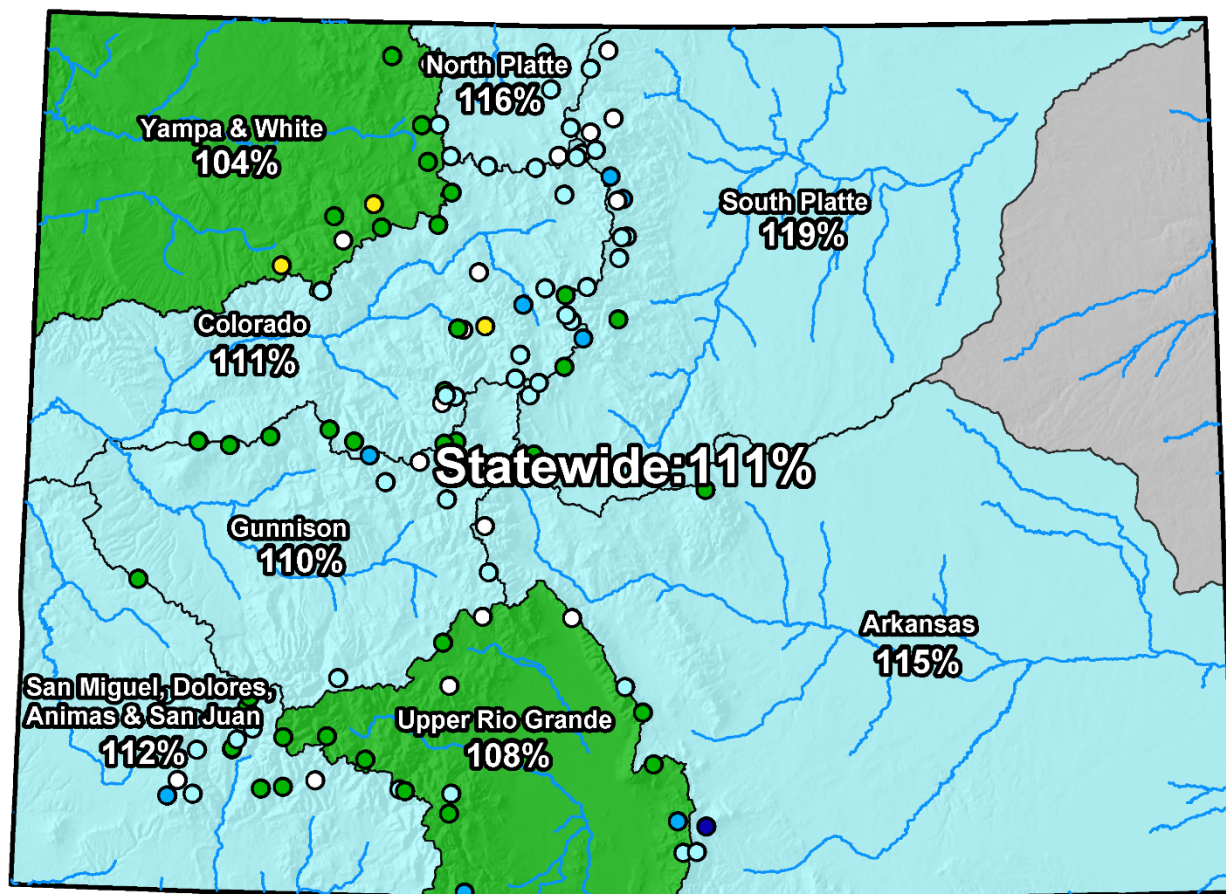 North Platte
116%
Yampa & White
104%
South Platte
119%
Colorado
111%
Statewide:111%
Gunnison
110%
Arkansas
115%
San Miguel, Dolores,
Animas & San Juan
112%
Upper Rio Grande
108%